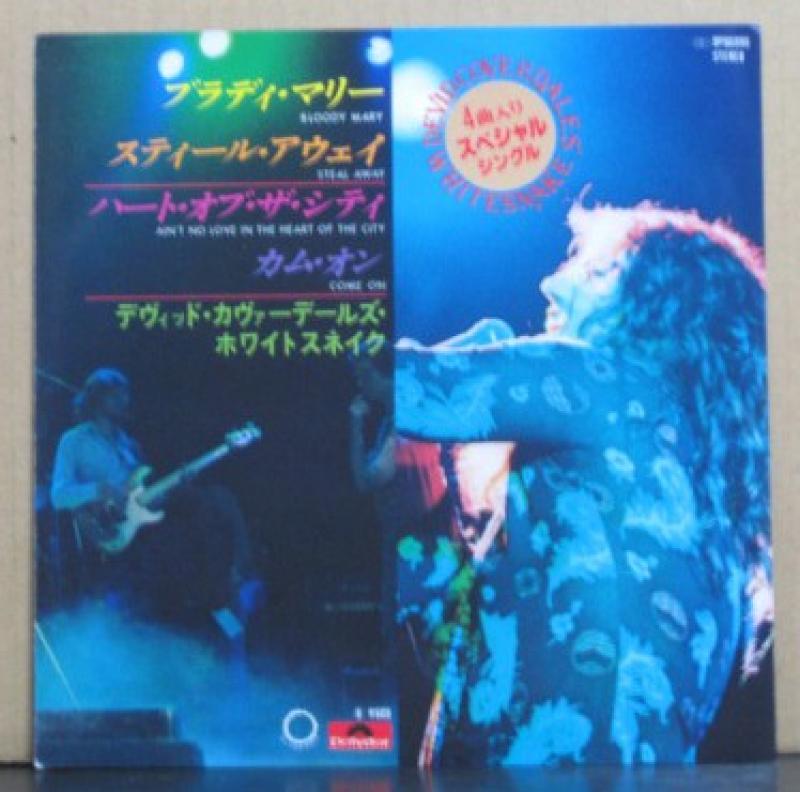 ブラディ・マリー
BLOODY MARY
スティール・アウェイ
STEAL AWAY
ハート・オブ・ザ・シティ
AIN'T NO LOVE IN THE HEART OF THE CITY
カム・オン
COME ON
デヴィッド・カヴァーデールズ・
ホワイトスネイク
STEREO
DEVID COVERDALE'S
WHITESNAKE
4曲入り
スペシャル
シングル
Polydor